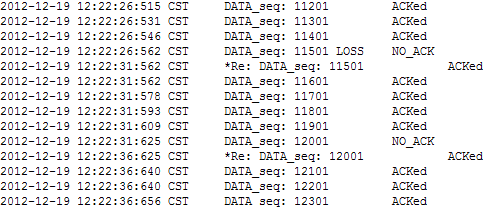 2012-12-19 12:22:26:515 CST DATA_seq: 11201 ACKed
2012-12-19 12:22:26:531 CST DATA_seq: 11301 ACKed
2012-12-19 12:22:26:546 CST DATA_seq: 11401 ACKed
2012-12-19 12:22:26:562 CST DATA_seq: 11501 LOSS NO_ACK
2012-12-19 12:22:31:562 CST *Re: DATA_seq: 11501 ACKed
2012-12-19 12:22:31:562 CST DATA_seq: 11601 ACKed
2012-12-19 12:22:31:578 CST DATA_seq: 11701 ACKed
2012-12-19 12:22:31:593 CST DATA_seq: 11801 ACKed
2012-12-19 12:22:31:609 CST DATA_seq: 11901 ACKed
2012-12-19 12:22:31:625 CST DATA_seq: 12001 NO_ACK
2012-12-19 12:22:36:625 CST *Re: DATA_seq: 12001 ACKed
2012-12-19 12:22:36:640 CST DATA_seq: 12101 ACKed
2012-12-19 12:22:36:640 CST DATA_seq: 12201 ACKed
2012-12-19 12:22:36:656 CST DATA_seq: 12301 ACKed